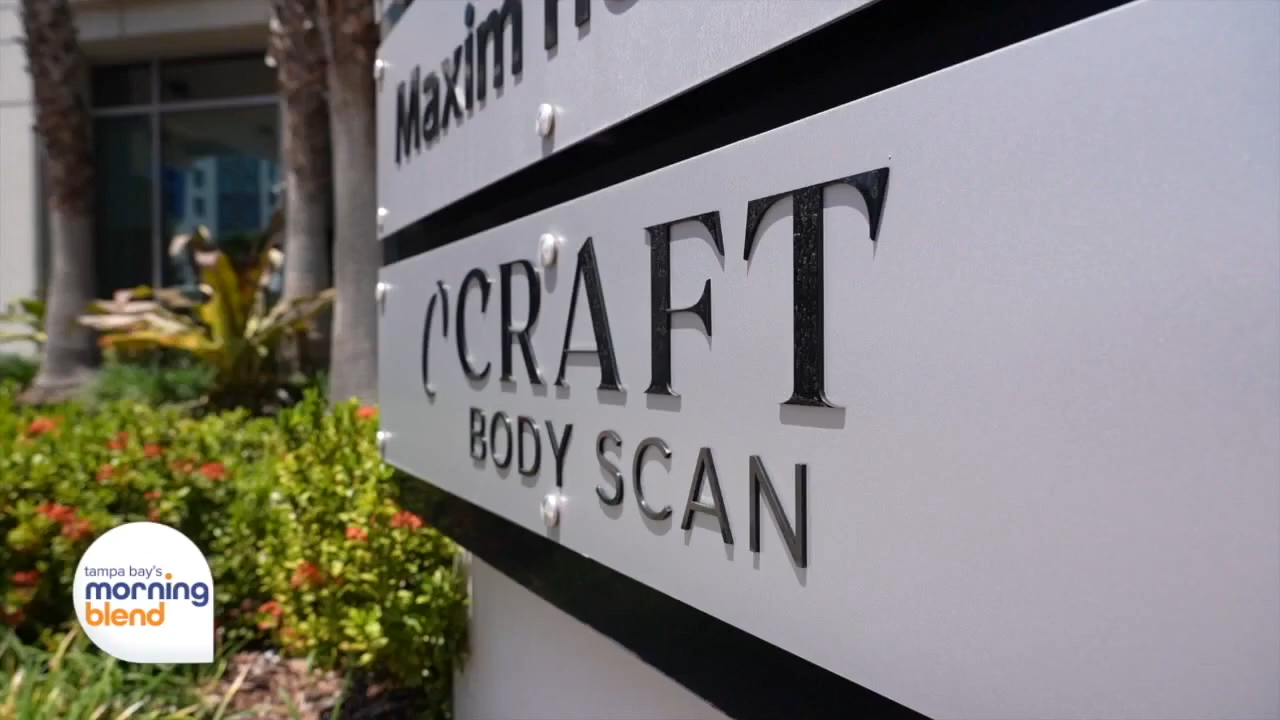 Maxim
CRAFT
BODY SCAN
tampa bay's
morning
blend